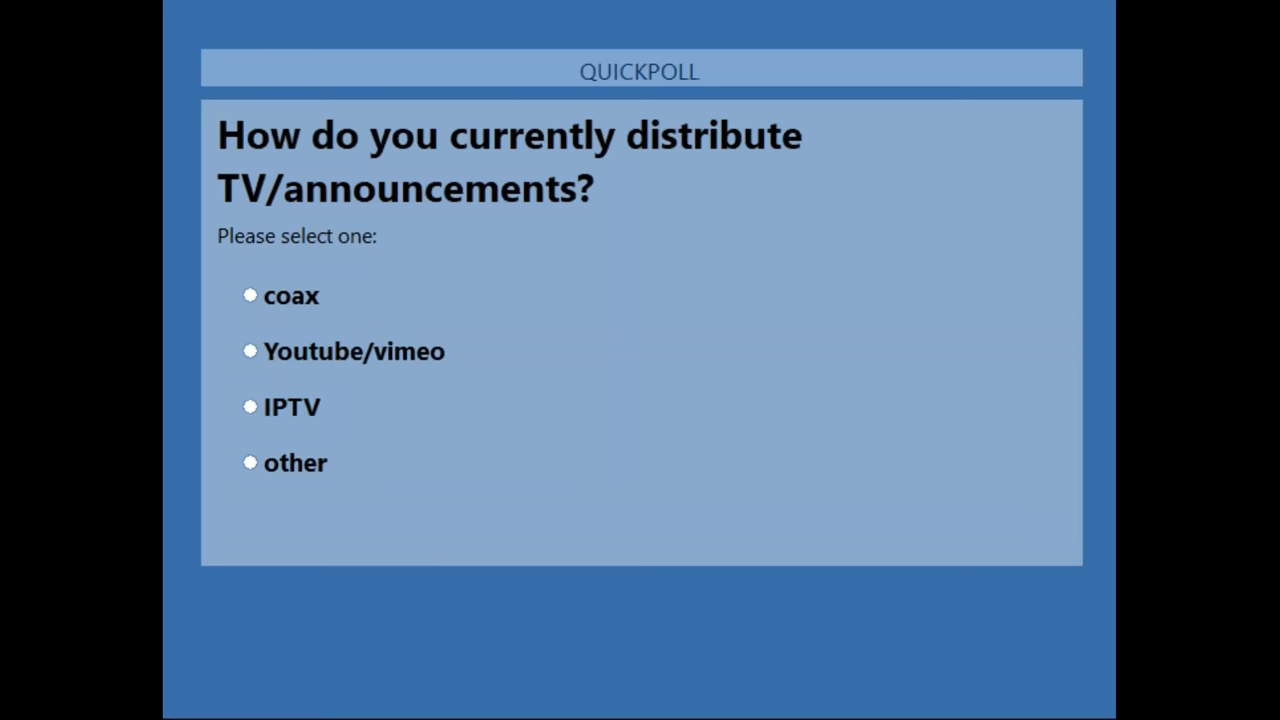 QUICKPOLL
How do you currently distribute
TV/announcements?
Please select one:
coax
Youtube/vimeo
IPTV
other